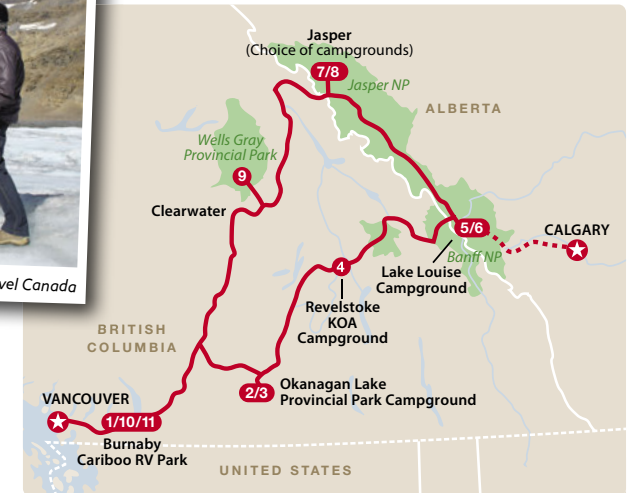 Jasper
(Choice of campgrounds)
7/8
Jasper NP
ALBERTA
Wells Gray
Provincial Park
9
Clearwater
5/6
CALGARY
Banff NP
Lake Louise
Campground
4
Revelstoke
KOA
Campground
vel Canada
BRITISH
COLUMBIA
2/3
Okanagan Lake
Provincial Park Campground
VANCOUVER
1/10/11
Burnaby
Cariboo RV Park
UNITED STATES